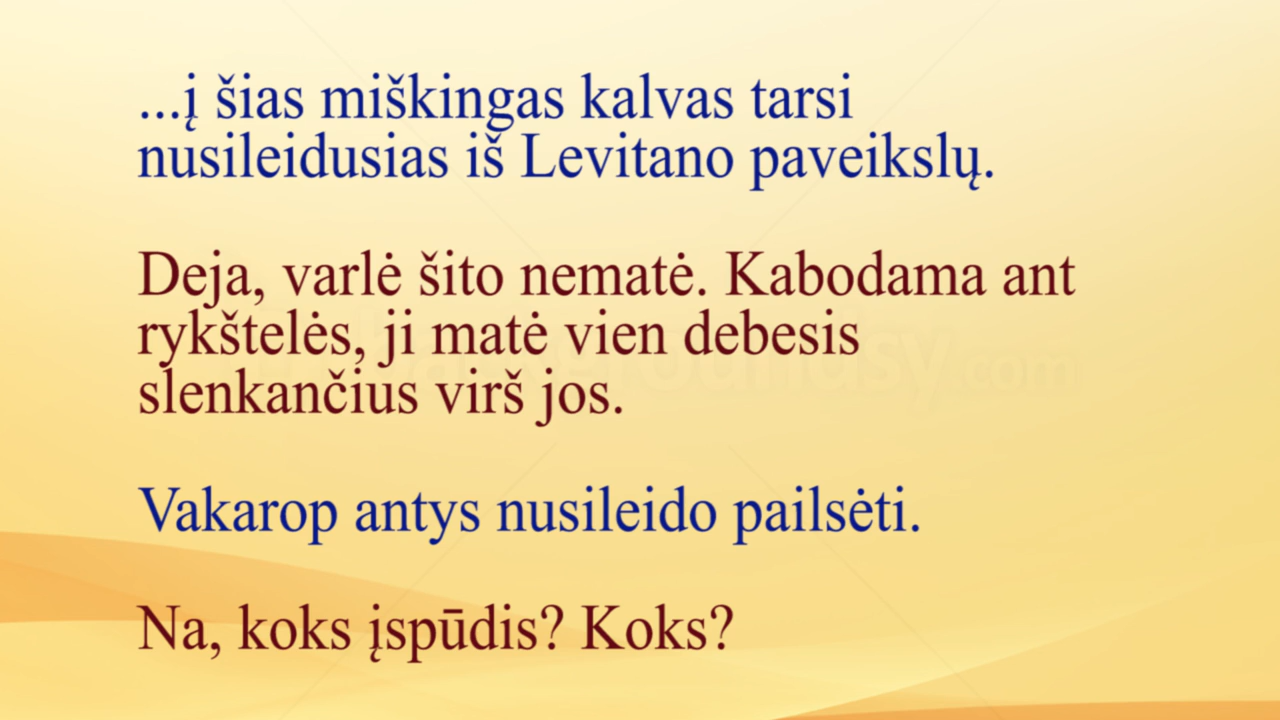 ...į šias miškingas kalvas tarsi
nusileidusias iš Levitano paveikslų.
Deja, varlė šito nematė. Kabodama ant
rykštelės, ji matė vien debesis
slenkančius virš jos.
Vakarop antys nusileido pailsėti.
Na, koks įspūdis? Koks?